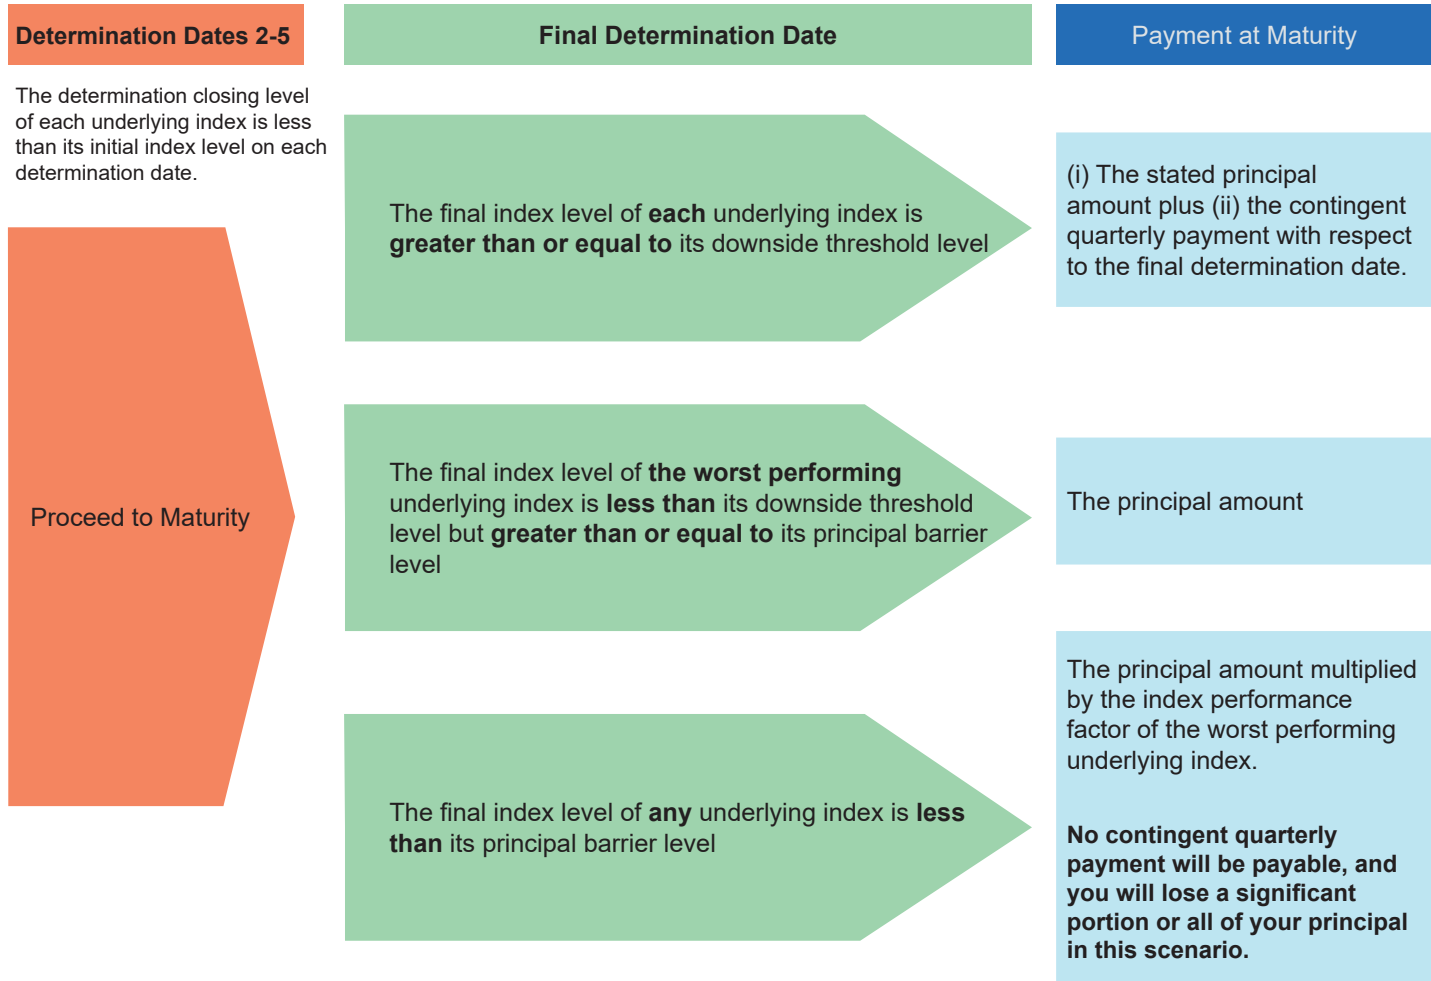 Determination Dates 2-5
Final Determination Date
Payment at Maturity
The determination closing level
of each underlying index is less
than its initial index level on each
determination date.
Proceed to Maturity
The final index level of each underlying index is
greater than or equal to its downside threshold level
(i) The stated principal
amount plus (ii) the contingent
quarterly payment with respect
to the final determination date.
The final index level of the worst performing
underlying index is less than its downside threshold
level but greater than or equal to its principal barrier
level
The principal amount
The final index level of any underlying index is less
than its principal barrier level
The principal amount multiplied
by the index performance
factor of the worst performing
underlying index.
No contingent quarterly
payment will be payable, and
you will lose a significant
portion or all of your principal
in this scenario.